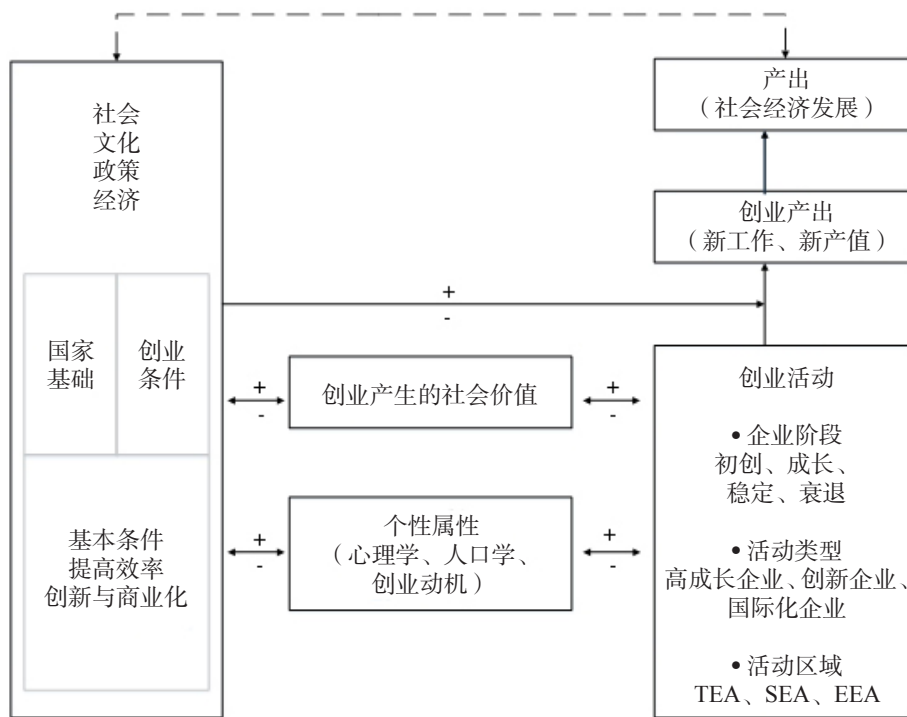 社会
文化
政策
经济
国家
基础
创业
条件
基本条件
提高效率
创新与商业化
+
-
+
-
创业产生的社会价值
+
-
+
-
个性属性
（心理学、人口学、
创业动机）
+
-
产出
（社会经济发展）
创业产出
（新工作、新产值）
创业活动
• 企业阶段
初创、成长、
稳定、衰退
• 活动类型
高成长企业、创新企业、
国际化企业
• 活动区域
TEA、SEA、EEA